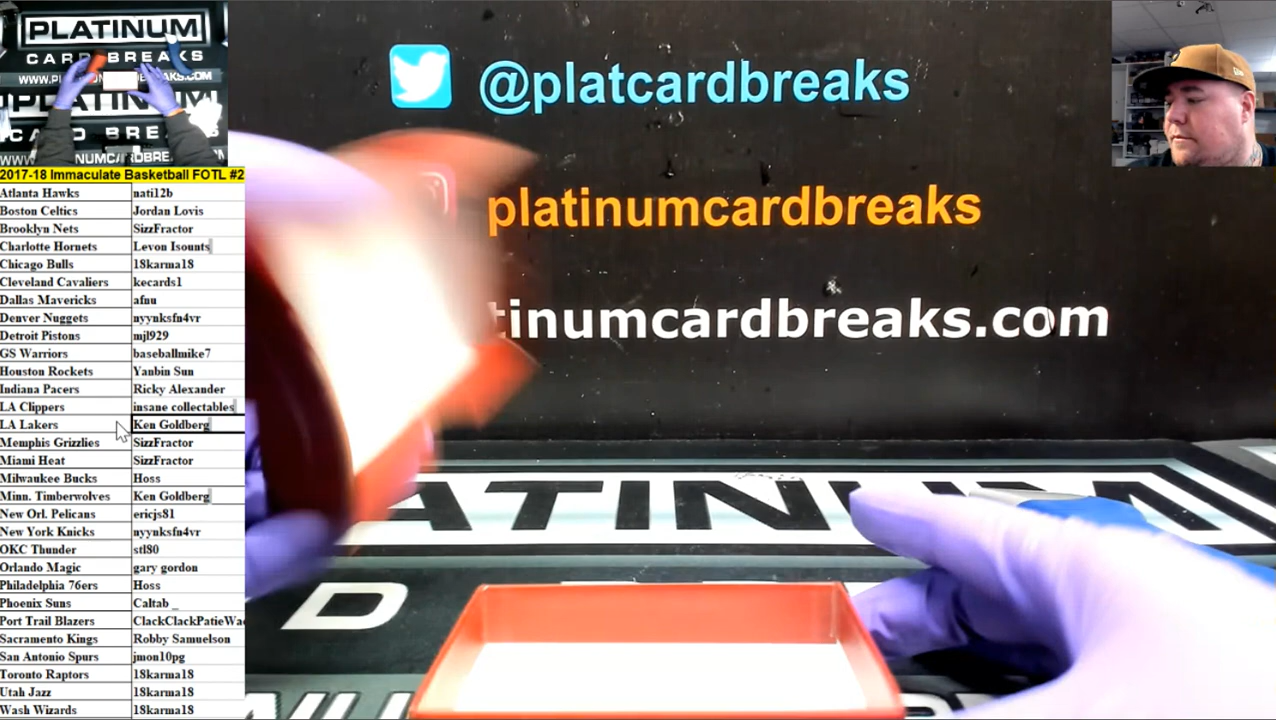 PLATINUM
CARD BREAKS
@platcardbreaks
platinumcardbreaks
tinumcardbreaks.com
2017-18 Immaculate Basketball FOTL #2
Atlanta Hawks nati12b
Boston Celtics Jordan Lovis
Brooklyn Nets SizzFractor
Charlotte Hornets Levon Isounts
Chicago Bulls 18karma18
Cleveland Cavaliers kecards1
Dallas Mavericks afnu
Denver Nuggets nyynksfn4vr
Detroit Pistons mjl929
GS Warriors baseballmike7
Houston Rockets Yanbin Sun
Indiana Pacers Ricky Alexander
LA Clippers insane collectables
LA Lakers Ken Goldberg
Memphis Grizzlies SizzFractor
Miami Heat SizzFractor
Milwaukee Bucks Hoss
Minn. Timberwolves Ken Goldberg
New Orl. Pelicans ericjs81
New York Knicks nyynksfn4vr
OKC Thunder stl80
Orlando Magic gary gordon
Philadelphia 76ers Hoss
Phoenix Suns Caltab _
Port Trail Blazers ClackClackPatieWac
Sacramento Kings Robby Samuelson
San Antonio Spurs jmon10pg
Toronto Raptors 18karma18
Utah Jazz 18karma18
Wash Wizards 18karma18